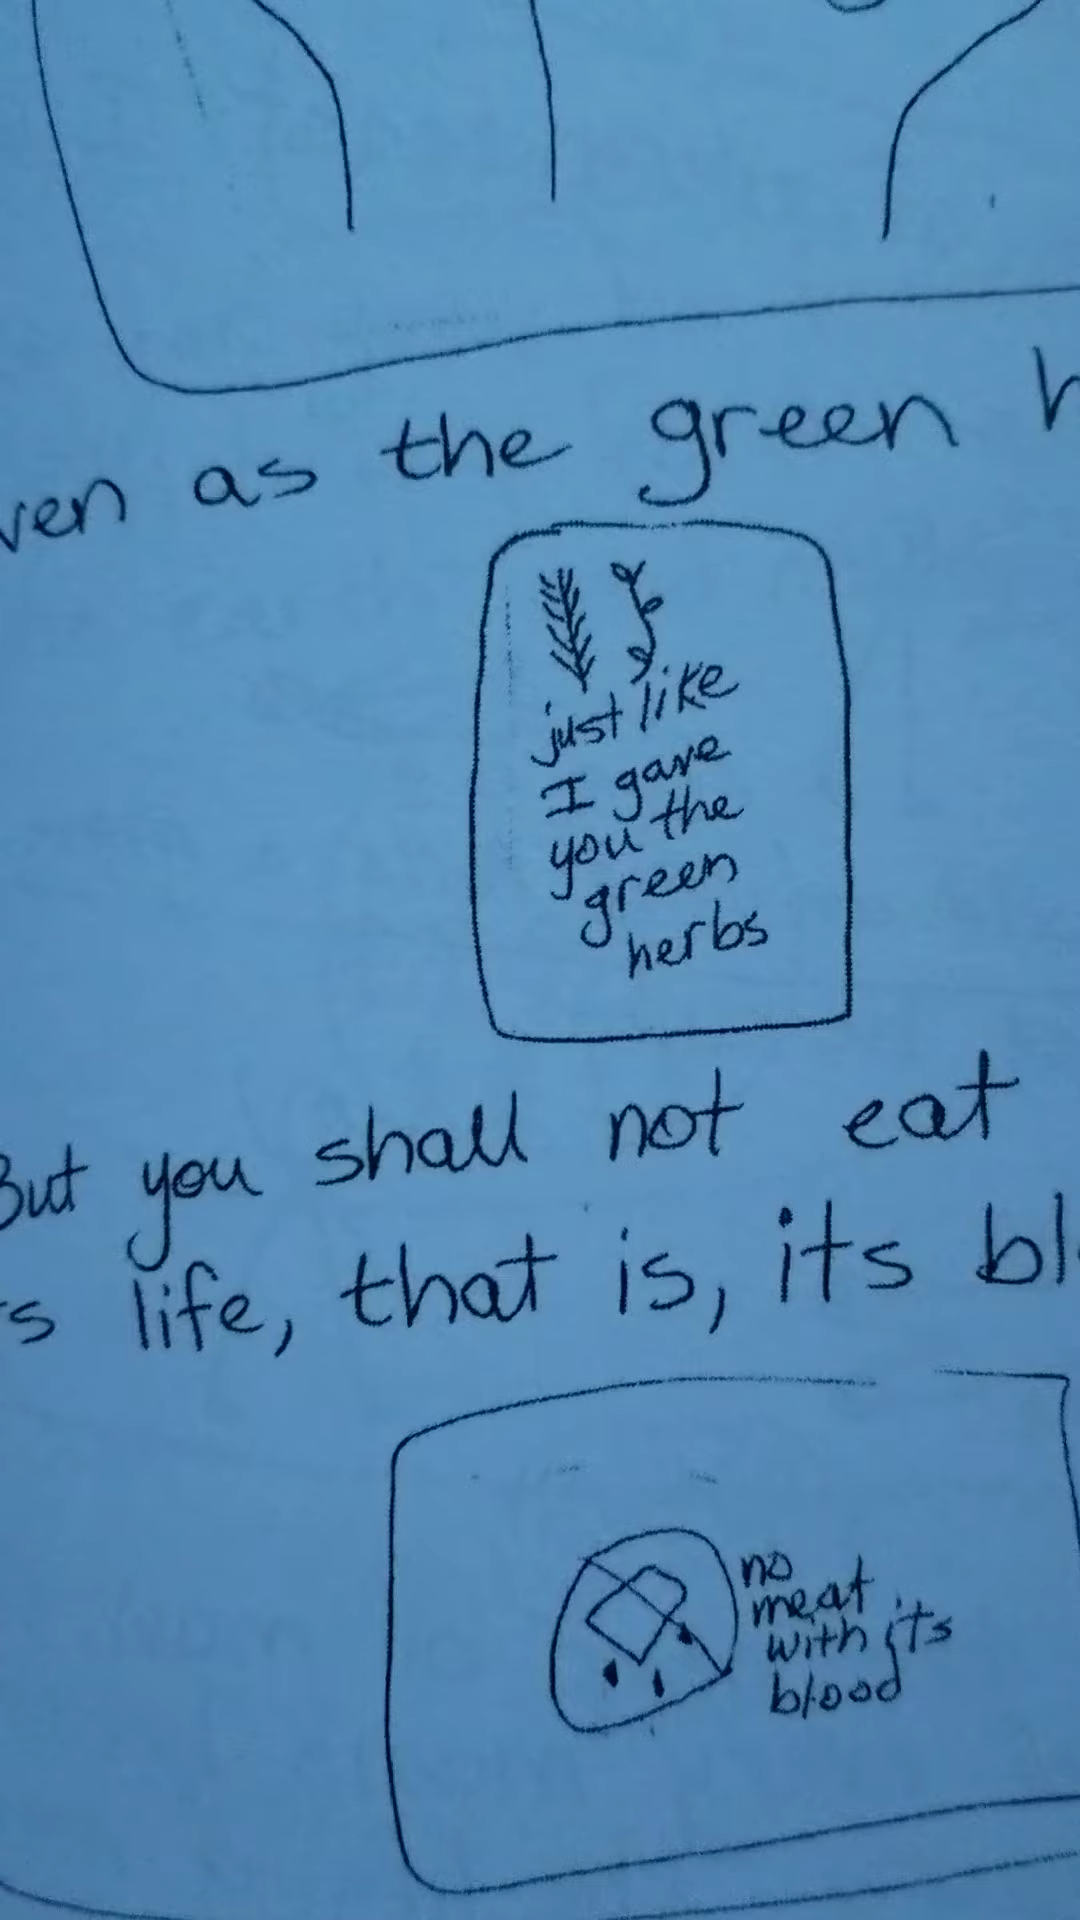 ven as the green h
just like
I gave
you the
green
herbs
But you shall not eat
s life, that is, its bl
no
meat
with its
blood